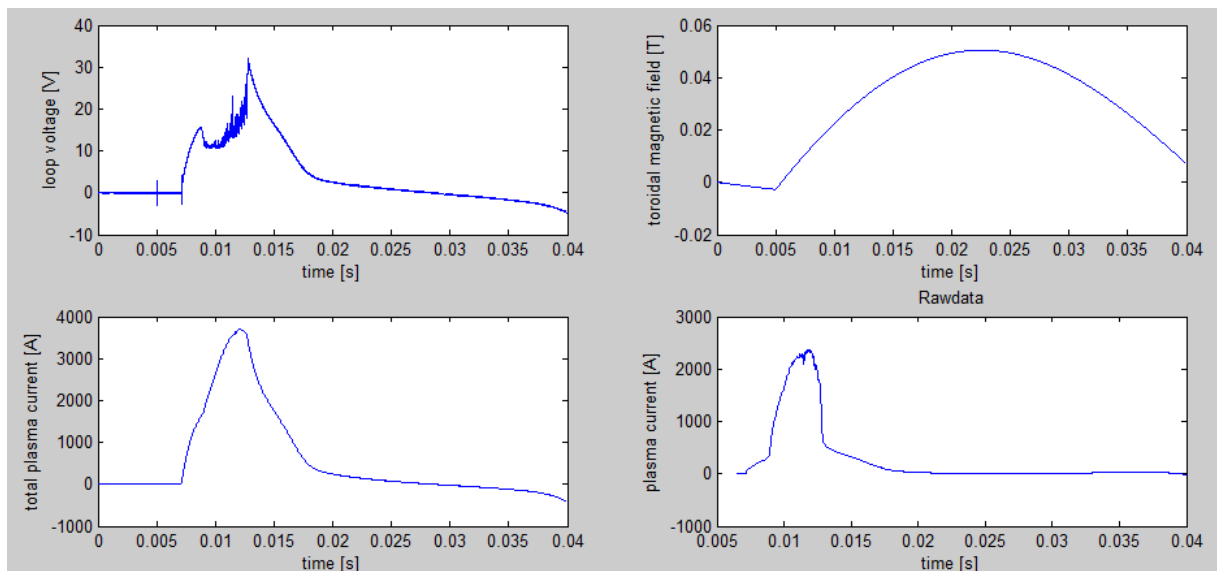 40
30
20
10
0
-10
loop voltage [V]
0 0.005 0.01 0.015 0.02 0.025 0.03 0.035 0.04
time [s]
0.06
0.04
0.02
0
-0.02
toroidal magnetic field [T]
0 0.005 0.01 0.015 0.02 0.025 0.03 0.035 0.04
time [s]
4000
3000
2000
1000
0
-1000
total plasma current [A]
0 0.005 0.01 0.015 0.02 0.025 0.03 0.035 0.04
time [s]
Rawdata
3000
2000
1000
0
-1000
plasma current [A]
0.005 0.01 0.015 0.02 0.025 0.03 0.035 0.04
time [s]